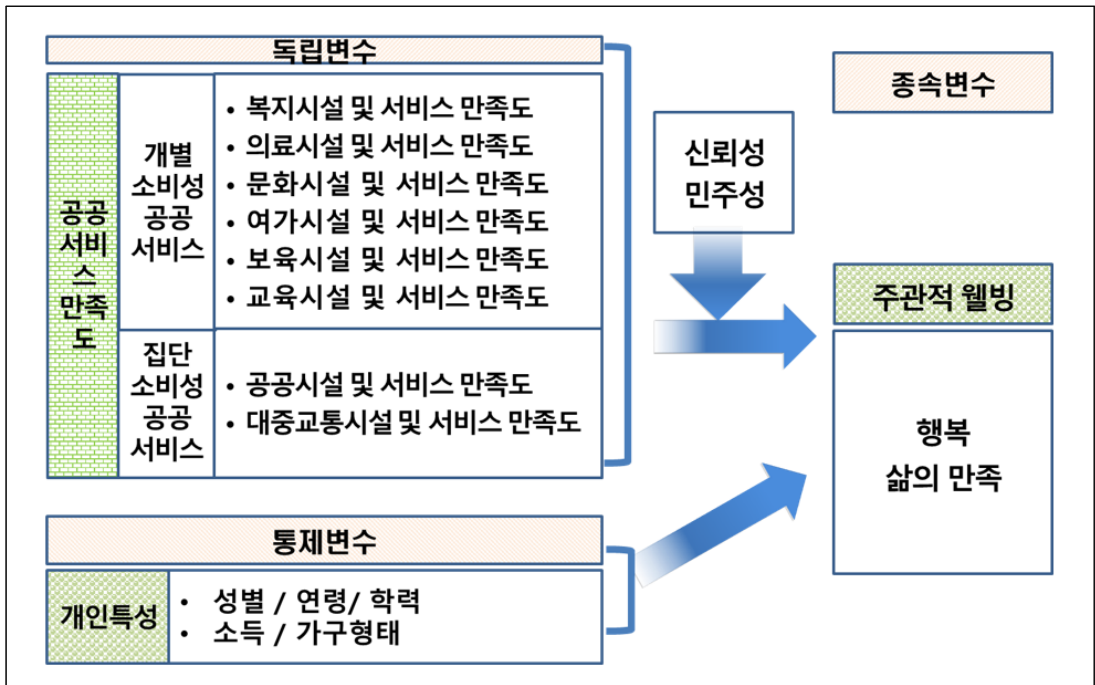 독립변수
공공
서비
스
만족
도
개별
소비성
공공
서비스
• 복지시설 및 서비스 만족도
• 의료시설 및 서비스 만족도
• 문화시설 및 서비스 만족도
• 여가시설 및 서비스 만족도
• 보육시설 및 서비스 만족도
• 교육시설 및 서비스 만족도
집단
소비성
공공
서비스
• 공공시설 및 서비스 만족도
• 대중교통시설 및 서비스 만족도
신뢰성
민주성
종속변수
주관적 웰빙
행복
삶의 만족
통제변수
개인특성
• 성별 / 연령/ 학력
• 소득 / 가구형태